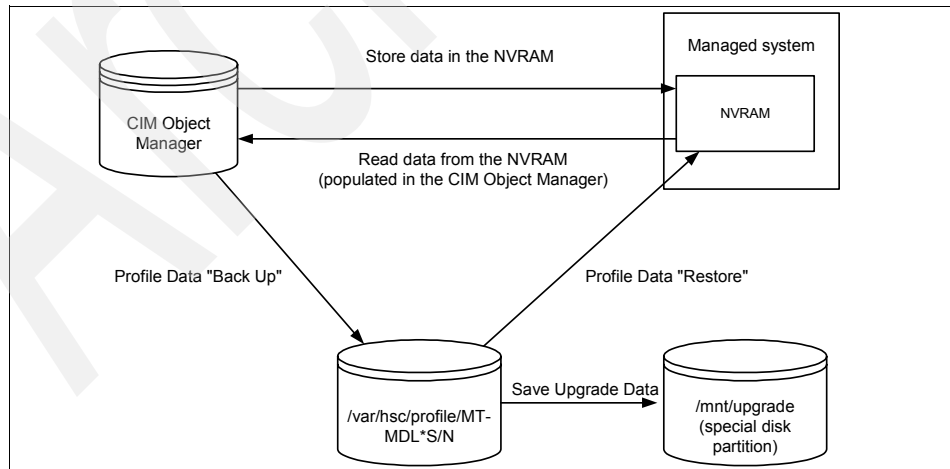 Managed system
Store data in the NVRAM
NVRAM
CIM Object
Manager
Read data from the NVRAM
(populated in the CIM Object Manager)
Profile Data "Back Up"
Profile Data "Restore"
Save Upgrade Data
/var/hsc/profile/MT-
MDL*S/N
/mnt/upgrade
(special disk
partition)